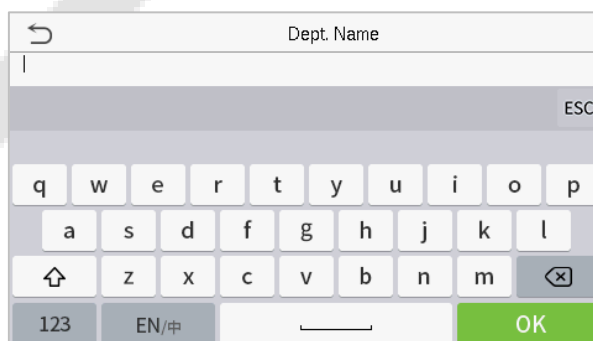 Dept. Name
ESC
q w e r t y u i o p
a s d f g h j k l
z x c v b n m
123 EN/中 OK